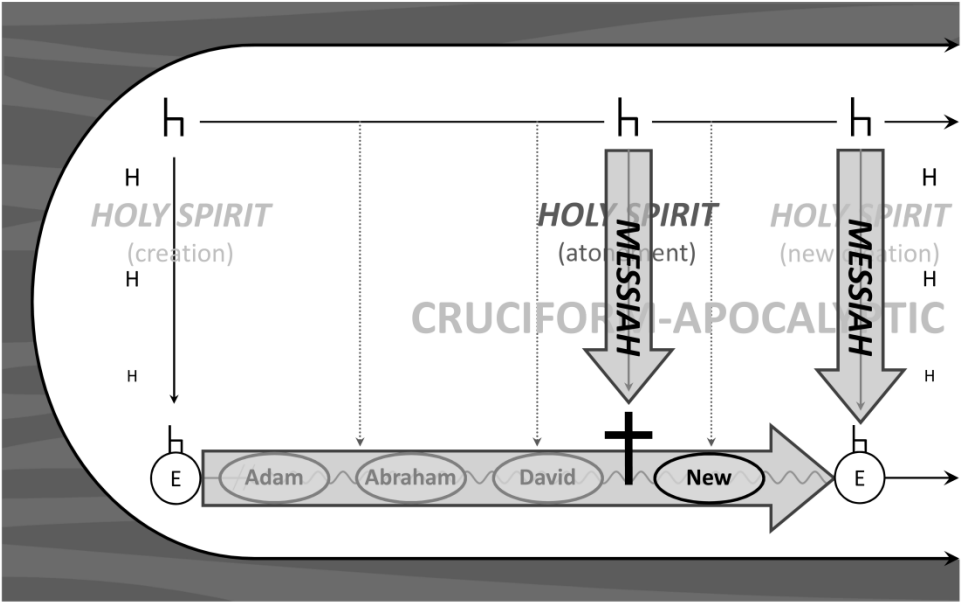 H
H
HOLY SPIRIT
HOLY SPIRIT
HOLY SPIRIT
(creation)
(atonement)
(new creation)
MESSIAH
MESSIAH
H
H
CRUCIFORM-APOCALYPTIC
H
H
E
Adam
Abraham
David
New
E